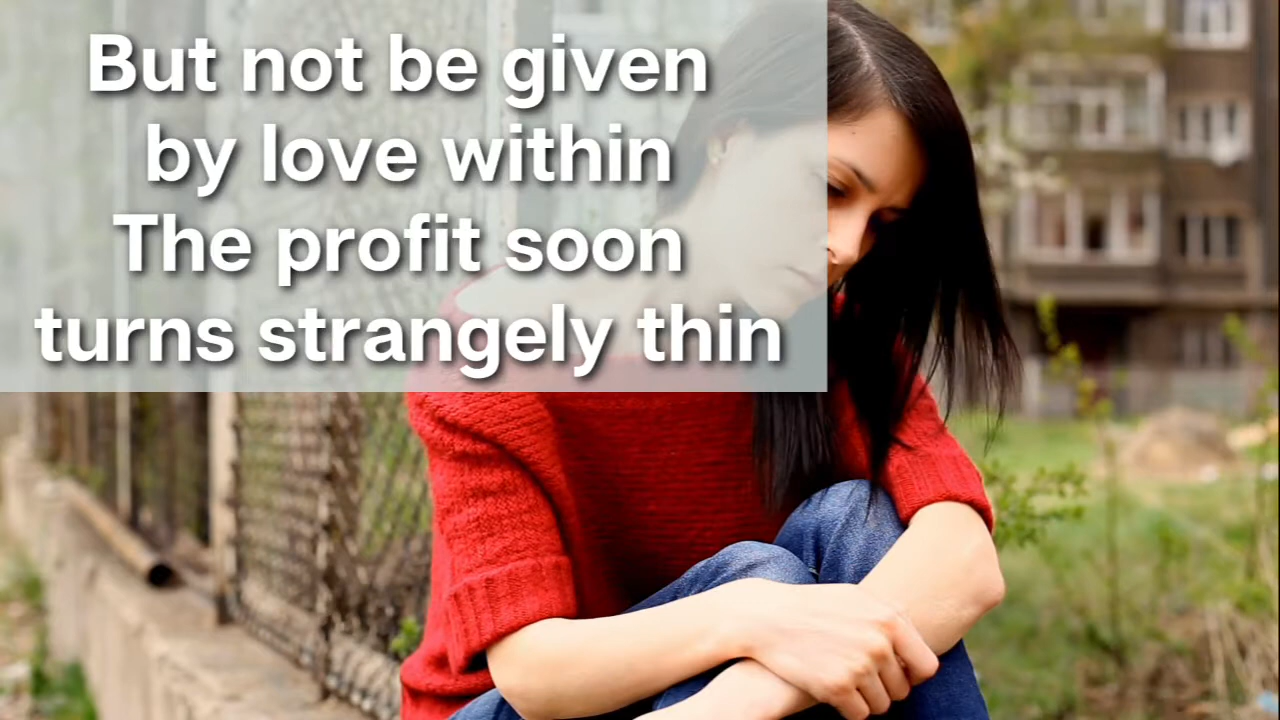 But not be given
by love within
The profit soon
turns strangely thin